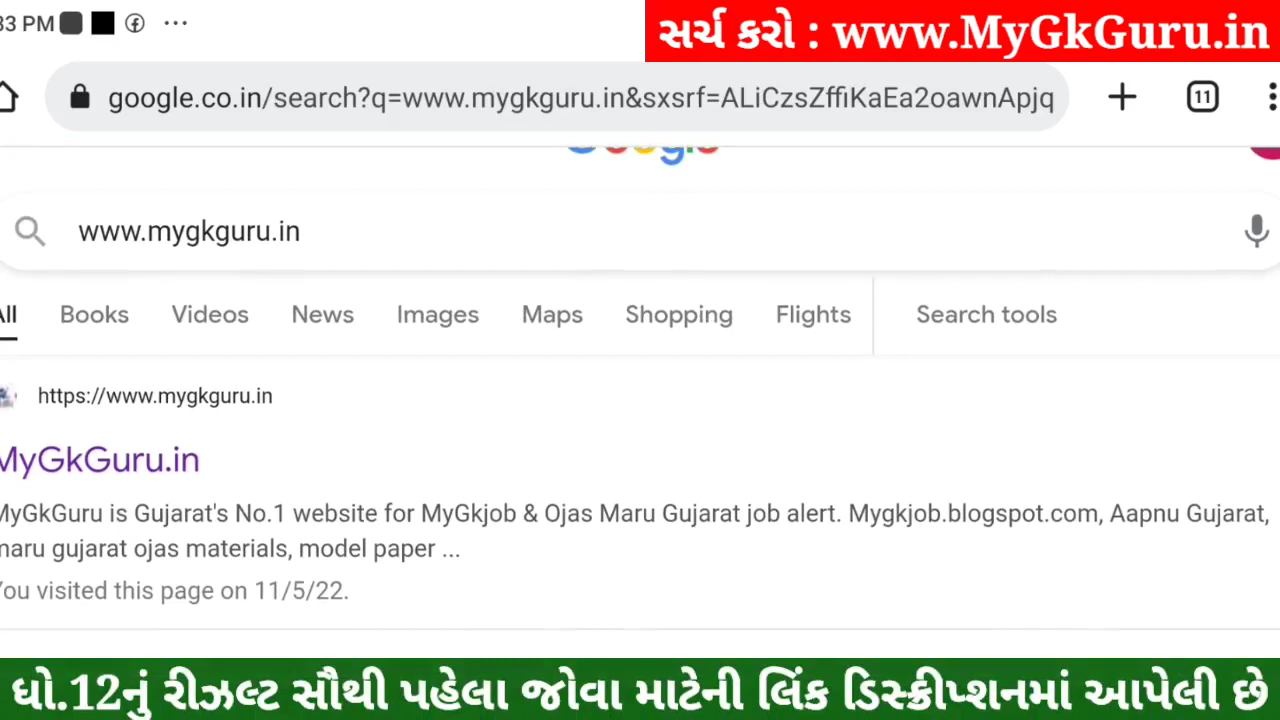 33 PM
સર્ચ કરો : www.MyGkGuru.in
google.co.in/search?q=www.mygkguru.in&sxsrf=ALiCzsZffiKaEa2oawnApjq
11
www.mygkguru.in
All Books Videos News Images Maps Shopping Flights Search tools
https://www.mygkguru.in
MyGkGuru.in
MyGkGuru is Gujarat's No.1 website for MyGkjob & Ojas Maru Gujarat job alert. Mygkjob.blogspot.com, Aapnu Gujarat,
maru gujarat ojas materials, model paper ...
You visited this page on 11/5/22.
ધો.12નું રીઝલ્ટ સૌથી પહેલા જોવા માટેની લિંક ડિસ્ક્રીપ્શનમાં આપેલી છે